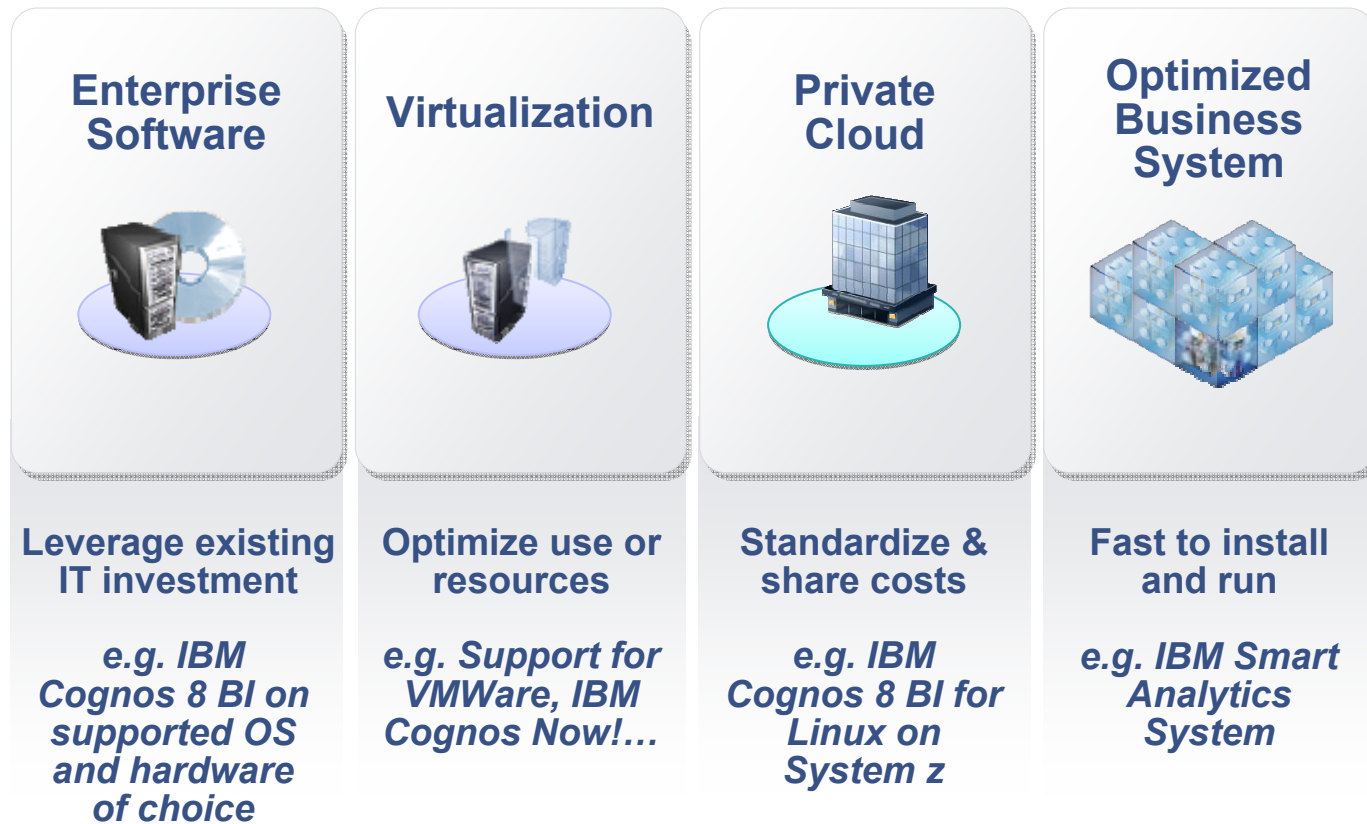 Enterprise
Software
Virtualization
Private
Cloud
Optimized
Business
System
Leverage existing
IT investment
e.g. IBM
Cognos 8 BI on
supported OS
and hardware
of choice
Optimize use or
resources
e.g. Support for
VMWare, IBM
Cognos Now!…
Standardize &
share costs
e.g. IBM
Cognos 8 BI for
Linux on
System z
Fast to install
and run
e.g. IBM Smart
Analytics
System